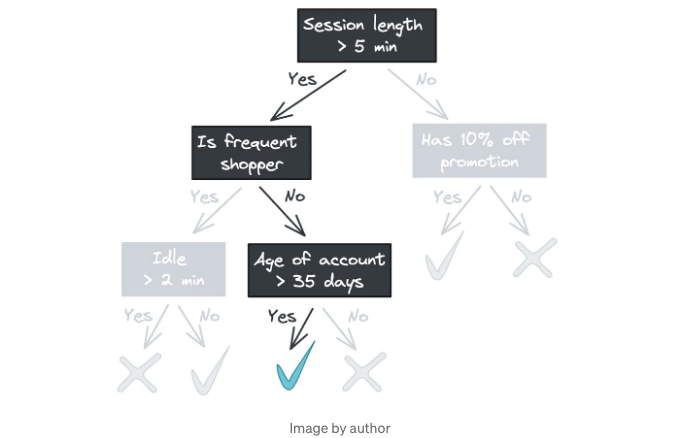 Session length
> 5 min
Yes
No
Is frequent
shopper
Has 10% off
promotion
Yes
No
Yes
No
Idle
> 2 min
Age of account
> 35 days
Yes
No
Yes
No
Image by author